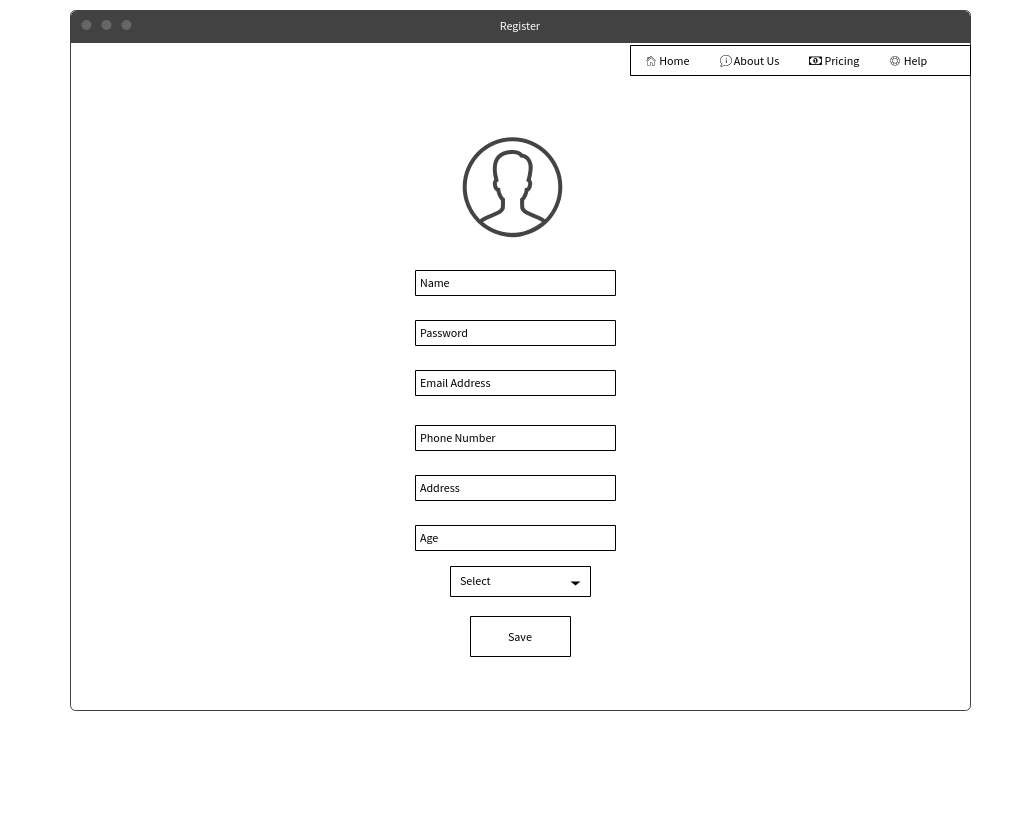 Register
Home About Us Pricing Help
Name
Password
Email Address
Phone Number
Address
Age
Select
Save